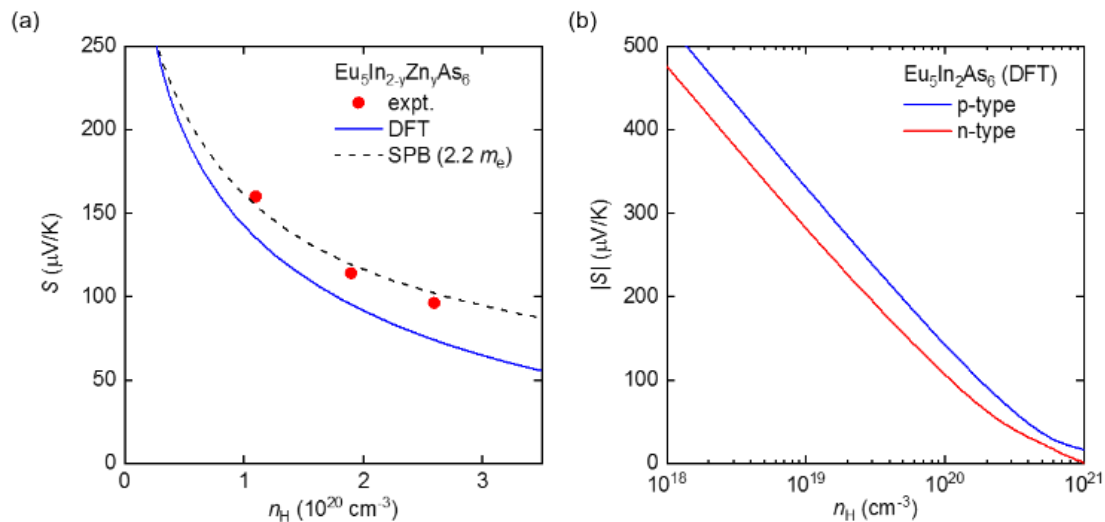 (a)
250
200
150
100
50
0
S (μV/K)
0
1
2
3
n_H (10^20 cm^-3)
Eu₅In₂₋yZnyAs₆
expt.
DFT
SPB (2.2 mₑ)
(b)
500
400
300
200
100
0
|S| (μV/K)
10^18
10^19
10^20
10^21
n_H (cm^-3)
Eu₅In₂As₆ (DFT)
p-type
n-type